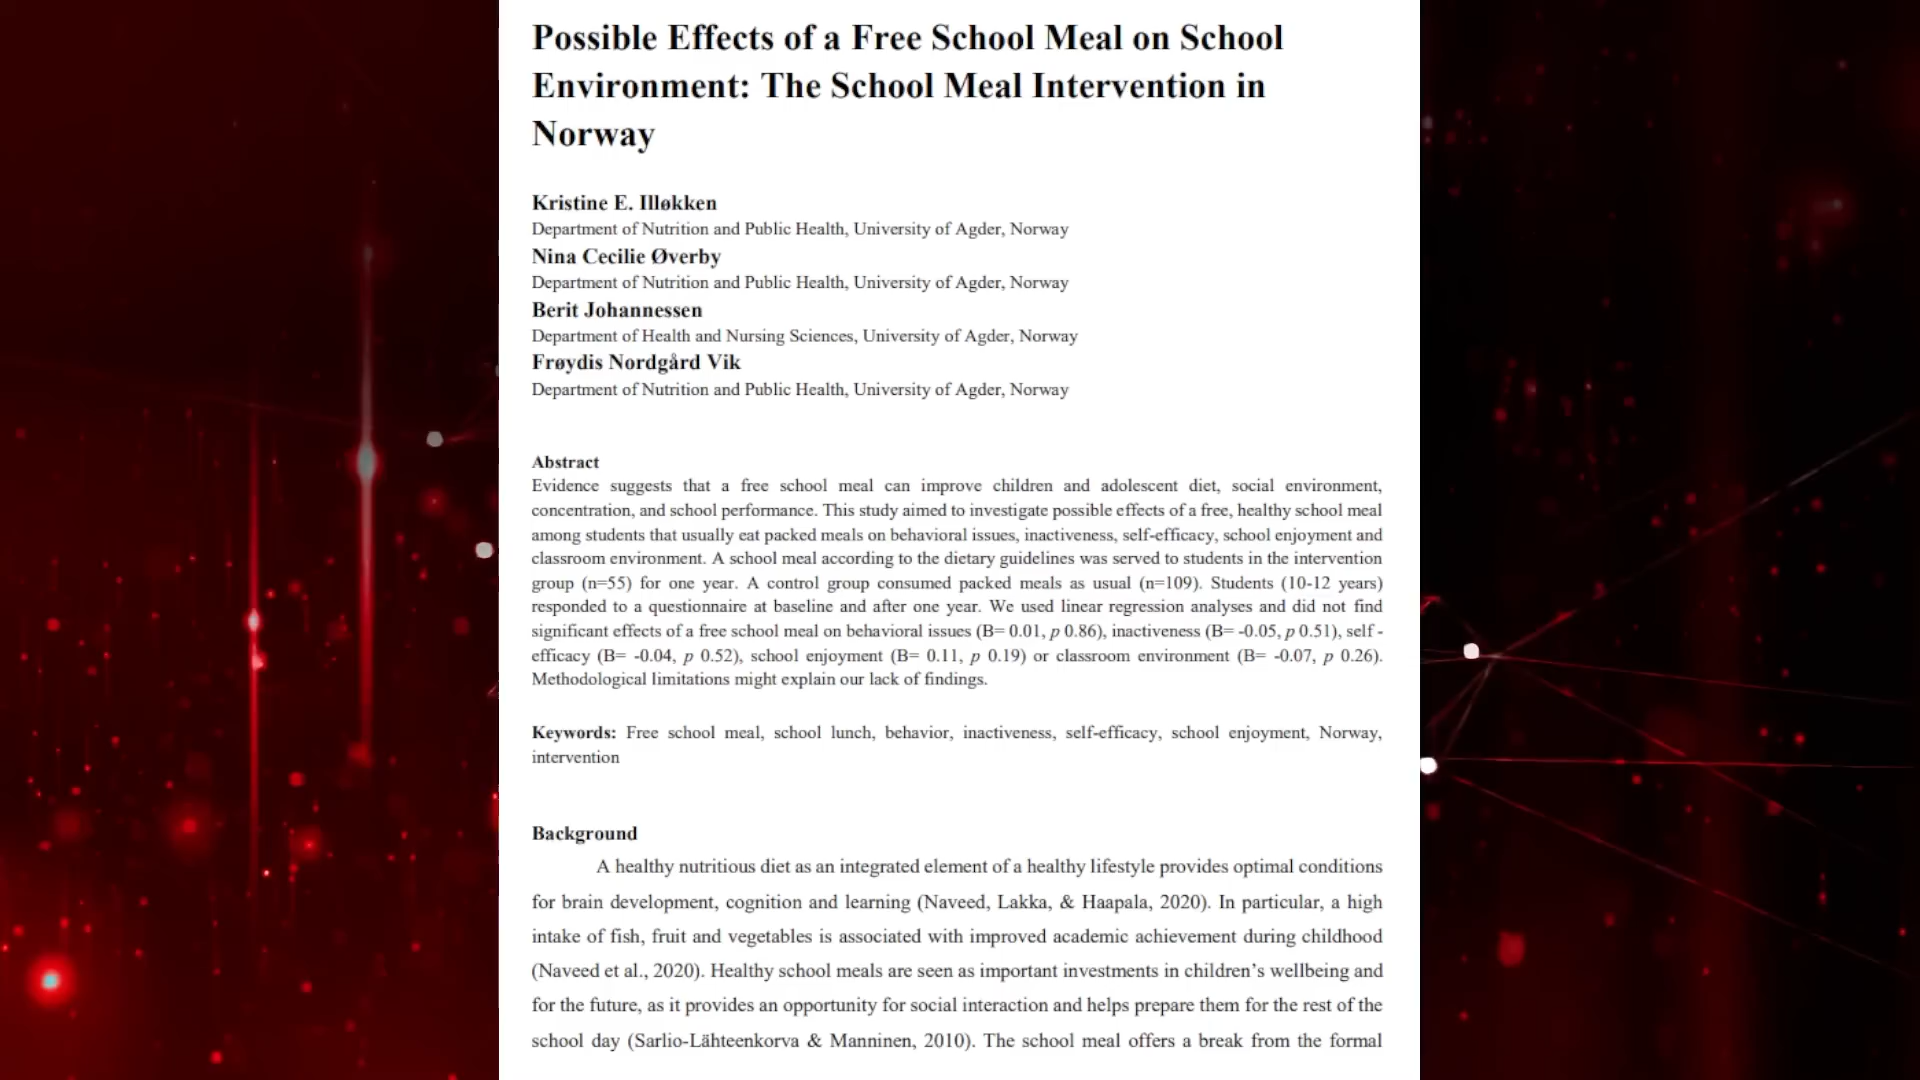 Possible Effects of a Free School Meal on School
Environment: The School Meal Intervention in
Norway
Kristine E. Illøkken
Department of Nutrition and Public Health, University of Agder, Norway
Nina Cecilie Øverby
Department of Nutrition and Public Health, University of Agder, Norway
Berit Johannessen
Department of Health and Nursing Sciences, University of Agder, Norway
Frøydis Nordgård Vik
Department of Nutrition and Public Health, University of Agder, Norway
Abstract
Evidence suggests that a free school meal can improve children and adolescent diet, social environment,
concentration, and school performance. This study aimed to investigate possible effects of a free, healthy school meal
among students that usually eat packed meals on behavioral issues, inactiveness, self-efficacy, school enjoyment and
classroom environment. A school meal according to the dietary guidelines was served to students in the intervention
group (n=55) for one year. A control group consumed packed meals as usual (n=109). Students (10-12 years)
responded to a questionnaire at baseline and after one year. We used linear regression analyses and did not find
significant effects of a free school meal on behavioral issues (B= 0.01, p 0.86), inactiveness (B= -0.05, p 0.51), self-
efficacy (B= -0.04, p 0.52), school enjoyment (B= 0.11, p 0.19) or classroom environment (B= -0.07, p 0.26).
Methodological limitations might explain our lack of findings.
Keywords: Free school meal, school lunch, behavior, inactiveness, self-efficacy, school enjoyment, Norway,
intervention
Background
A healthy nutritious diet as an integrated element of a healthy lifestyle provides optimal conditions
for brain development, cognition and learning (Naveed, Lakka, & Haapala, 2020). In particular, a high
intake of fish, fruit and vegetables is associated with improved academic achievement during childhood
(Naveed et al., 2020). Healthy school meals are seen as important investments in children's wellbeing and
for the future, as it provides an opportunity for social interaction and helps prepare them for the rest of the
school day (Sarlio-Lähteenkorva & Manninen, 2010). The school meal offers a break from the formal